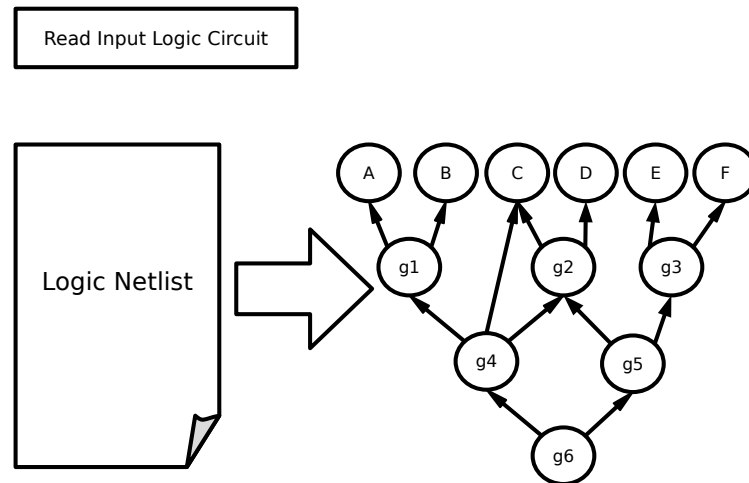 Read Input Logic Circuit
A B C D E F
g1 g2 g3
Logic Netlist
g4 g5
g6